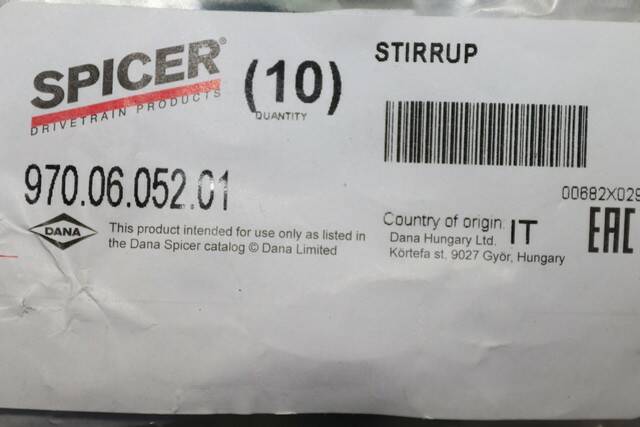 SPICER®
DRIVETRAIN PRODUCTS
(10)
QUANTITY
STIRRUP
970.06.052.01
00682X029
DANA
This product intended for use only as listed in
the Dana Spicer catalog © Dana Limited
Country of origin: IT
Dana Hungary Ltd.
Körtefa st. 9027 Győr, Hungary
EAC